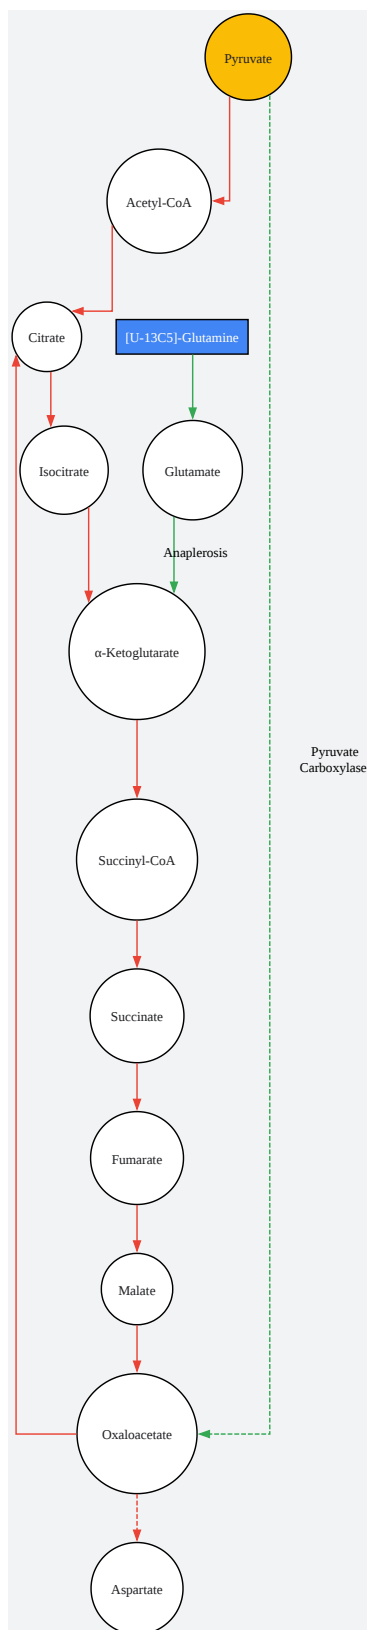 Pyruvate
Acetyl-CoA
Citrate
[U-13C5]-Glutamine
Isocitrate
Glutamate
Anaplerosis
α-Ketoglutarate
Pyruvate
Carboxylase
Succinyl-CoA
Succinate
Fumarate
Malate
Oxaloacetate
Aspartate